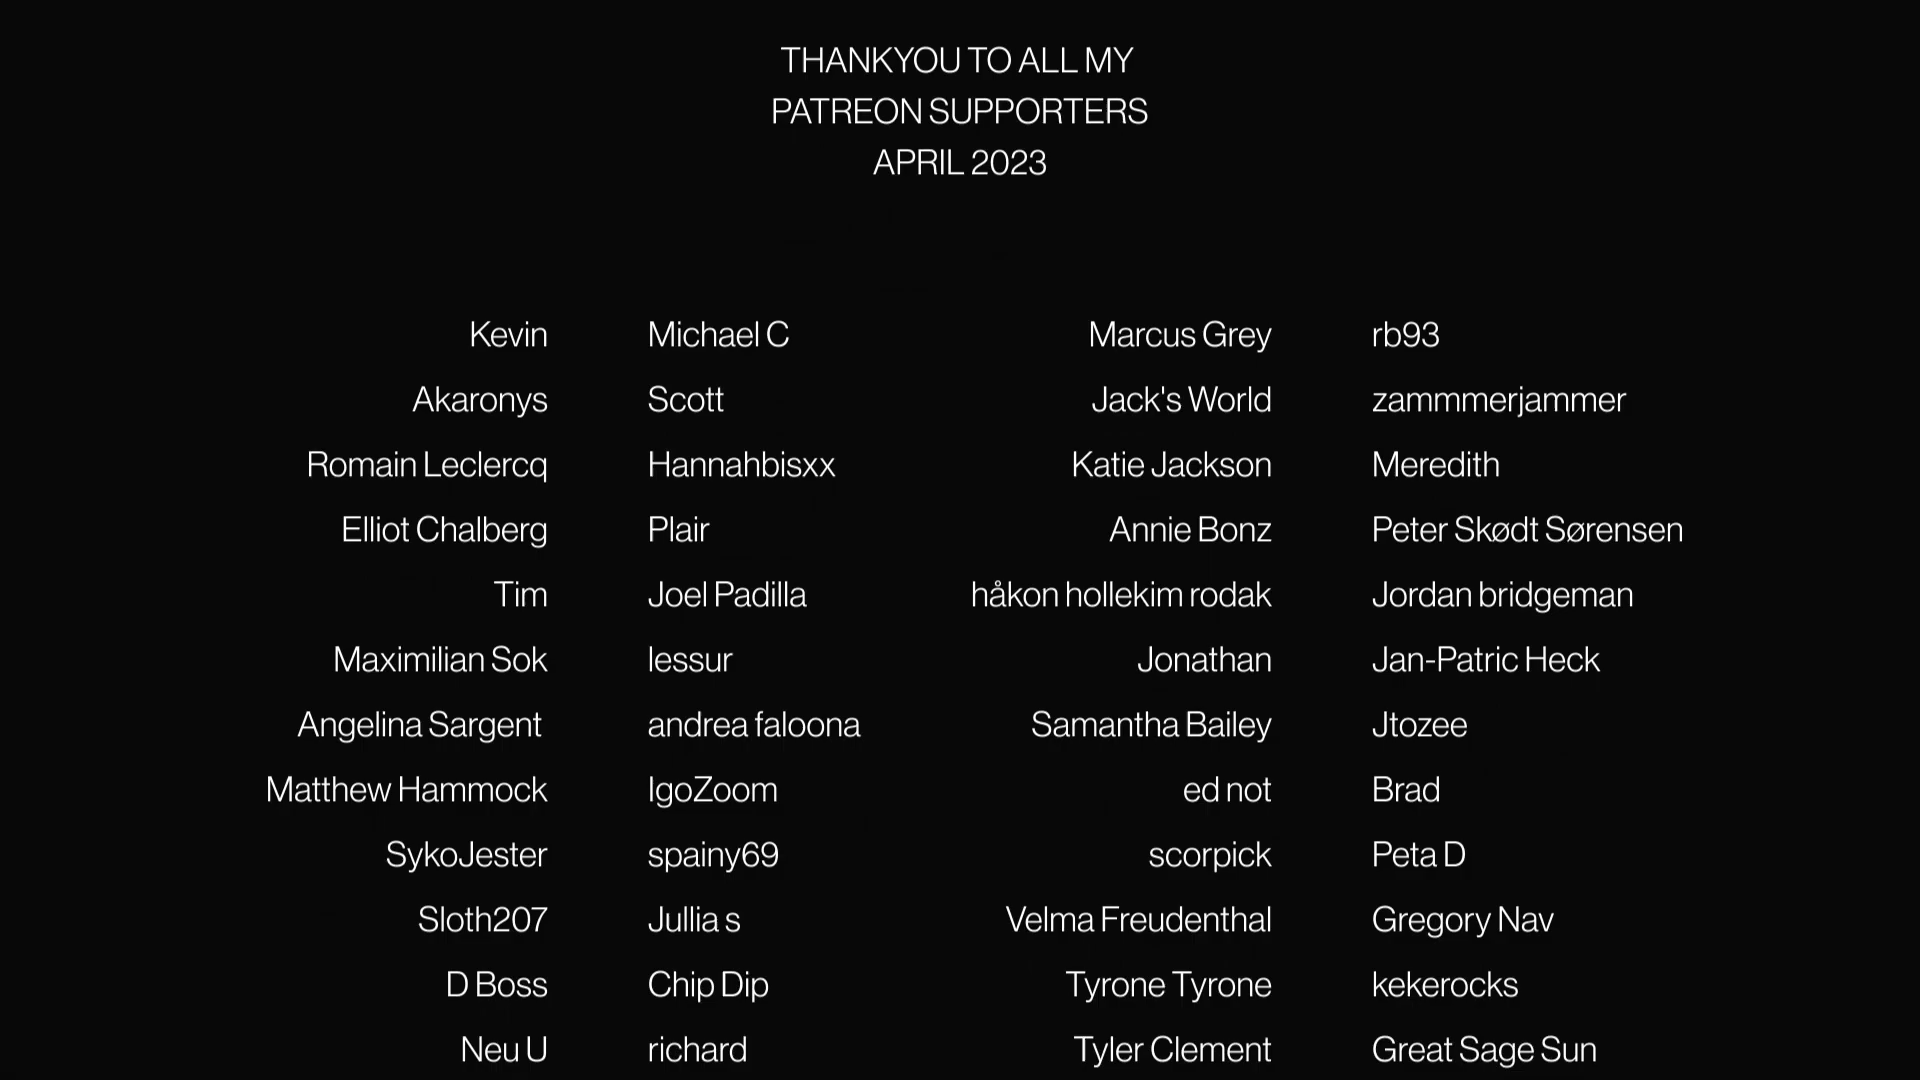 THANKYOU TO ALL MY
PATREON SUPPORTERS
APRIL 2023
Kevin Michael C Marcus Grey rb93
Akaronys Scott Jack's World zammmerjammer
Romain Leclercq Hannahbisxx Katie Jackson Meredith
Elliot Chalberg Plair Annie Bonz Peter Skødt Sørensen
Tim Joel Padilla håkon hollekim rodak Jordan bridgeman
Maximilian Sok lessur Jonathan Jan-Patric Heck
Angelina Sargent andrea faloona Samantha Bailey Jtozee
Matthew Hammock IgoZoom ed not Brad
SykoJester spainy69 scorpick Peta D
Sloth207 Jullia s Velma Freudenthal Gregory Nav
D Boss Chip Dip Tyrone Tyrone kekerocks
Neu U richard Tyler Clement Great Sage Sun